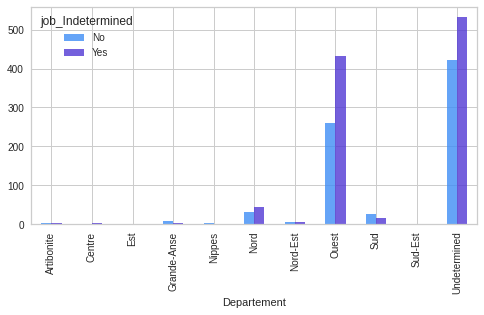 job_Indetermined
No
Yes
500
400
300
200
100
0
Artibonite
Centre
Est
Grande-Anse
Nippes
Nord
Nord-Est
Ouest
Sud
Sud-Est
Undetermined
Departement